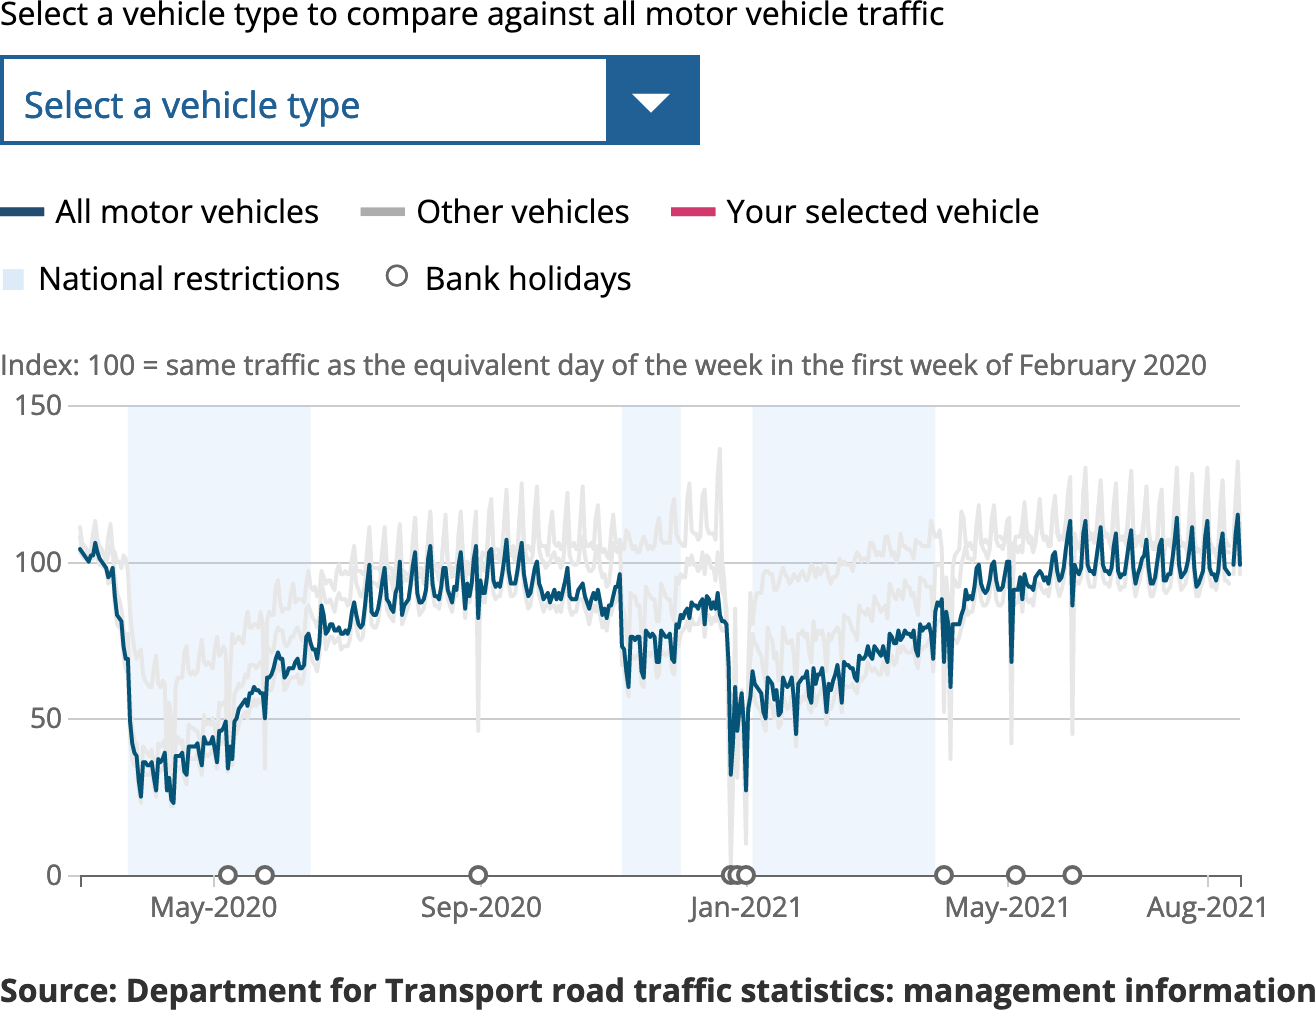 Select a vehicle type to compare against all motor vehicle traffic
Select a vehicle type
All motor vehicles Other vehicles Your selected vehicle
National restrictions Bank holidays
Index: 100 = same traffic as the equivalent day of the week in the first week of February 2020
150
100
50
0
May-2020 Sep-2020 Jan-2021 May-2021 Aug-2021
Source: Department for Transport road traffic statistics: management information